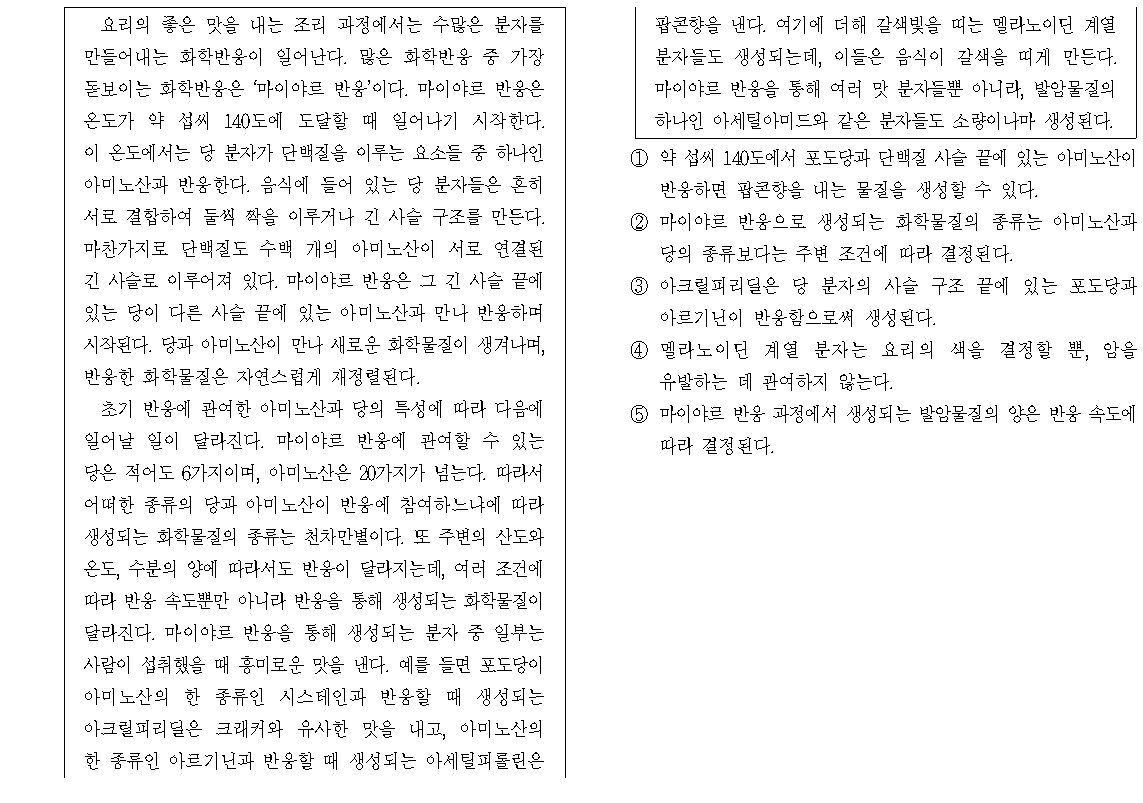 요리의 좋은 맛을 내는 조리 과정에서는 수많은 분자를
만들어내는 화학반응이 일어난다. 많은 화학반응 중 가장
돋보이는 화학반응은 ‘마이야르 반응’이다. 마이야르 반응은
온도가 약 섭씨 140도에 도달할 때 일어나기 시작한다.
이 온도에서는 당 분자가 단백질을 이루는 요소들 중 하나인
아미노산과 반응한다. 음식에 들어 있는 당 분자들은 흔히
서로 결합하여 둘씩 짝을 이루거나 긴 사슬 구조를 만든다.
마찬가지로 단백질도 수백 개의 아미노산이 서로 연결된
긴 사슬로 이루어져 있다. 마이야르 반응은 그 긴 사슬 끝에
있는 당이 다른 사슬 끝에 있는 아미노산과 만나 반응하며
시작된다. 당과 아미노산이 만나 새로운 화학물질이 생겨나며,
반응한 화학물질은 자연스럽게 재정렬된다.
초기 반응에 관여한 아미노산과 당의 특성에 따라 다음에
일어날 일이 달라진다. 마이야르 반응에 관여할 수 있는
당은 적어도 6가지이며, 아미노산은 20가지가 넘는다. 따라서
어떠한 종류의 당과 아미노산이 반응에 참여하느냐에 따라
생성되는 화학물질의 종류는 천차만별이다. 또 주변의 산도와
온도, 수분의 양에 따라서도 반응이 달라지는데, 여러 조건에
따라 반응 속도뿐만 아니라 반응을 통해 생성되는 화학물질이
달라진다. 마이야르 반응을 통해 생성되는 분자 중 일부는
사람이 섭취했을 때 흥미로운 맛을 낸다. 예를 들면 포도당이
아미노산의 한 종류인 시스테인과 반응할 때 생성되는
아크릴피리딜은 크래커와 유사한 맛을 내고, 아미노산의
한 종류인 아르기닌과 반응할 때 생성되는 아세틸피롤린은
팝콘향을 낸다. 여기에 더해 갈색빛을 띠는 멜라노이딘 계열
분자들도 생성되는데, 이들은 음식이 갈색을 띠게 만든다.
마이야르 반응을 통해 여러 맛 분자들뿐 아니라, 발암물질의
하나인 아세틸아미드와 같은 분자들도 소량이나마 생성된다.
① 약 섭씨 140도에서 포도당과 단백질 사슬 끝에 있는 아미노산이
반응하면 팝콘향을 내는 물질을 생성할 수 있다.
② 마이야르 반응으로 생성되는 화학물질의 종류는 아미노산과
당의 종류보다는 주변 조건에 따라 결정된다.
③ 아크릴피리딜은 당 분자의 사슬 구조 끝에 있는 포도당과
아르기닌이 반응함으로써 생성된다.
④ 멜라노이딘 계열 분자는 요리의 색을 결정할 뿐, 암을
유발하는 데 관여하지 않는다.
⑤ 마이야르 반응 과정에서 생성되는 발암물질의 양은 반응 속도에
따라 결정된다.